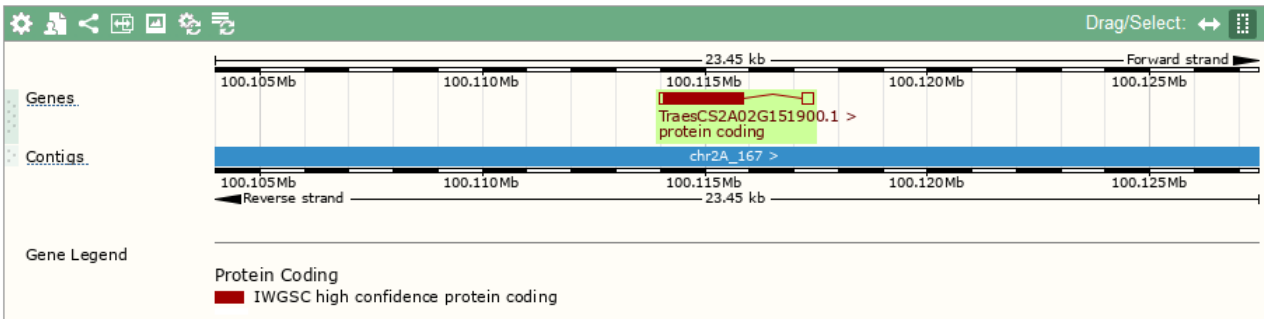 Drag/Select:
23.45 kb Forward strand
100.105Mb 100.110Mb 100.115Mb 100.120Mb 100.125Mb
Genes
TraesCS2A02G151900.1 >
protein coding
Contigs chr2A_167 >
100.105Mb 100.110Mb 100.115Mb 100.120Mb 100.125Mb
Reverse strand 23.45 kb
Gene Legend
Protein Coding
IWGSC high confidence protein coding